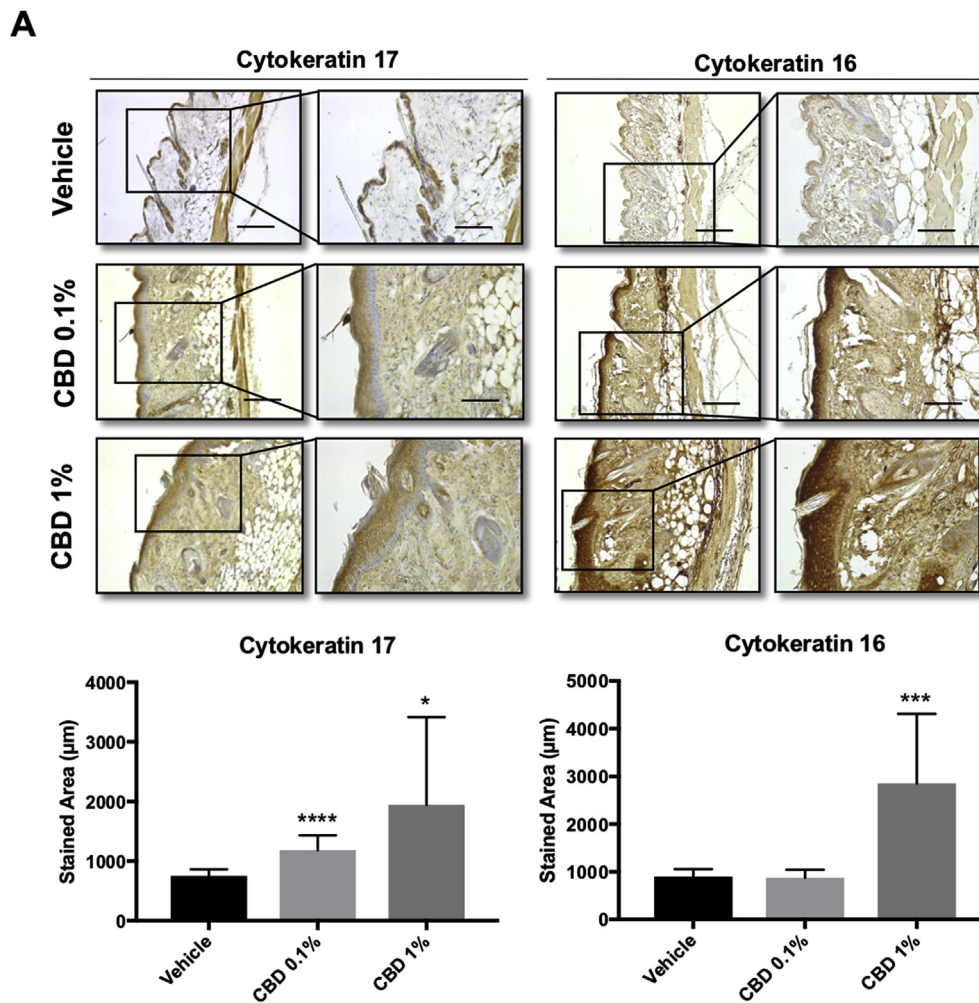 A
Cytokeratin 17
Cytokeratin 16
Vehicle
CBD 0.1%
CBD 1%
Cytokeratin 17
Stained Area (µm)
4000
3000
2000
1000
0
*
****
Vehicle
CBD 0.1%
CBD 1%
Cytokeratin 16
Stained Area (µm)
5000
4000
3000
2000
1000
0
***
Vehicle
CBD 0.1%
CBD 1%